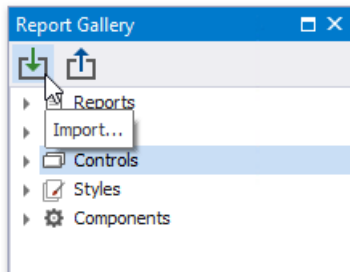 Report Gallery
Reports
Import...
Controls
Styles
Components